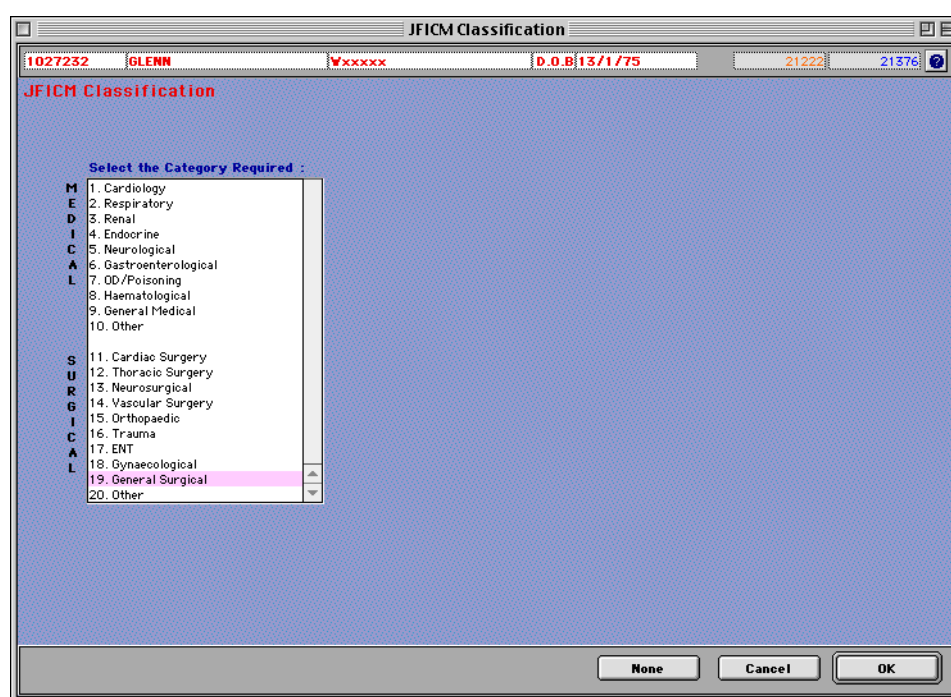 JFICM Classification
1027232 GLENN Wxxxxx D.O.B 13/1/75 21222 21376 ?
JFICM Classification
Select the Category Required :
MEDICAL
1. Cardiology
2. Respiratory
3. Renal
4. Endocrine
5. Neurological
6. Gastroenterological
7. OD/Poisoning
8. Haematological
9. General Medical
10. Other
SURGICAL
11. Cardiac Surgery
12. Thoracic Surgery
13. Neurosurgical
14. Vascular Surgery
15. Orthopaedic
16. Trauma
17. ENT
18. Gynaecological
19. General Surgical
20. Other
None Cancel OK